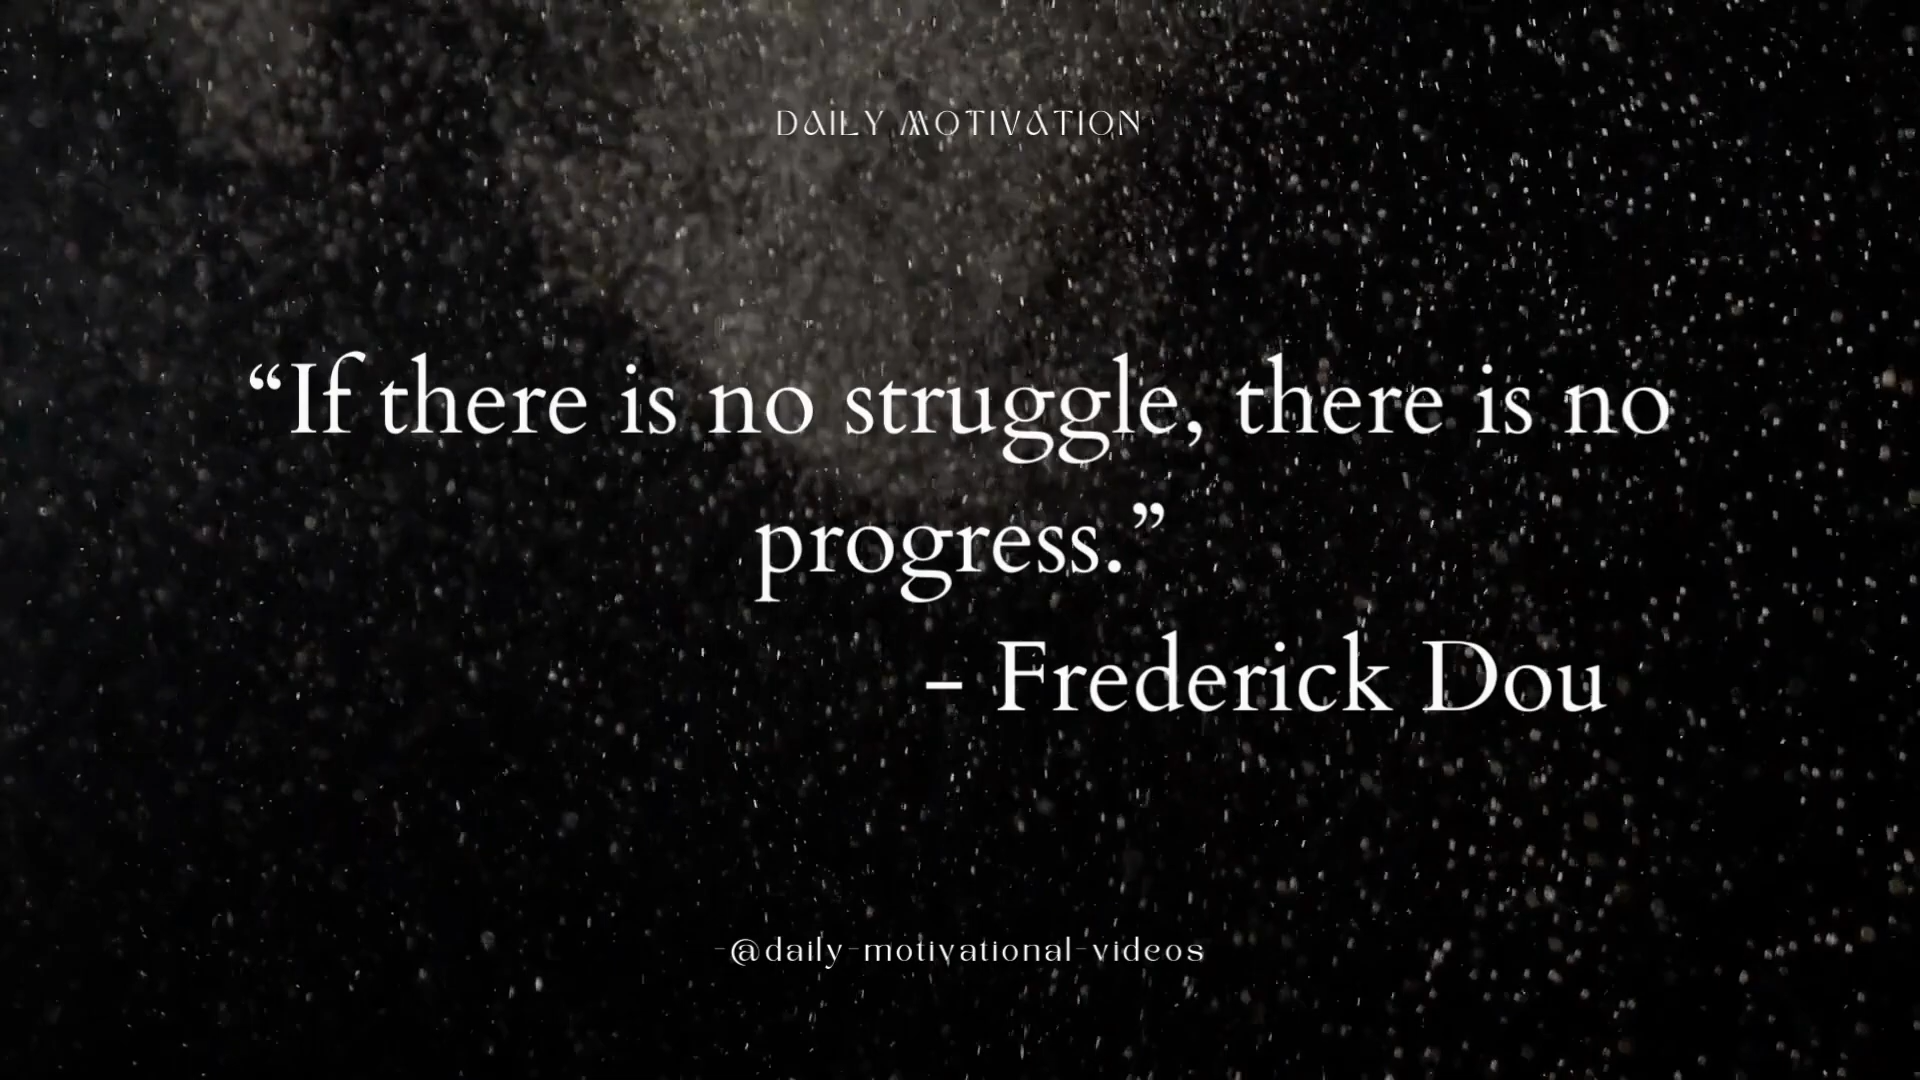 DAILY MOTIVATION
“If there is no struggle, there is no
progress.”
- Frederick Dou
-@daily-motivational-videos